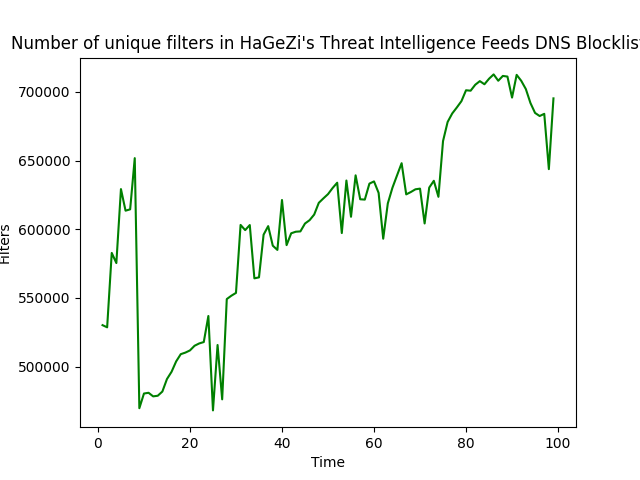 Number of unique filters in HaGeZi's Threat Intelligence Feeds DNS Blocklis
700000
650000
600000
550000
500000
Filters
0 20 40 60 80 100
Time